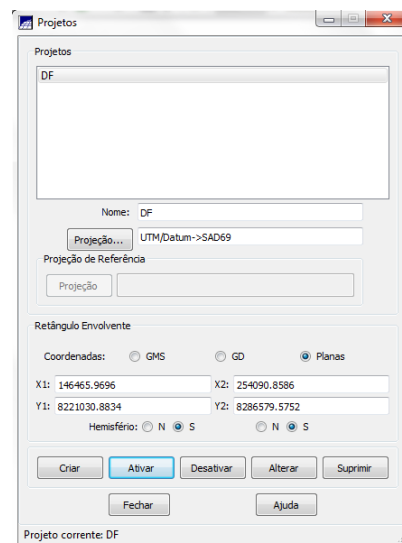 Projetos
Projetos
DF
Nome: DF
Projeção... UTM/Datum->SAD69
Projeção de Referência
Projeção
Retângulo Envolvente
Coordenadas: GMS GD Planas
X1: 146465.9696 X2: 254090.8586
Y1: 8221030.8834 Y2: 8286579.5752
Hemisfério: N S N S
Criar Ativar Desativar Alterar Suprimir
Fechar Ajuda
Projeto corrente: DF